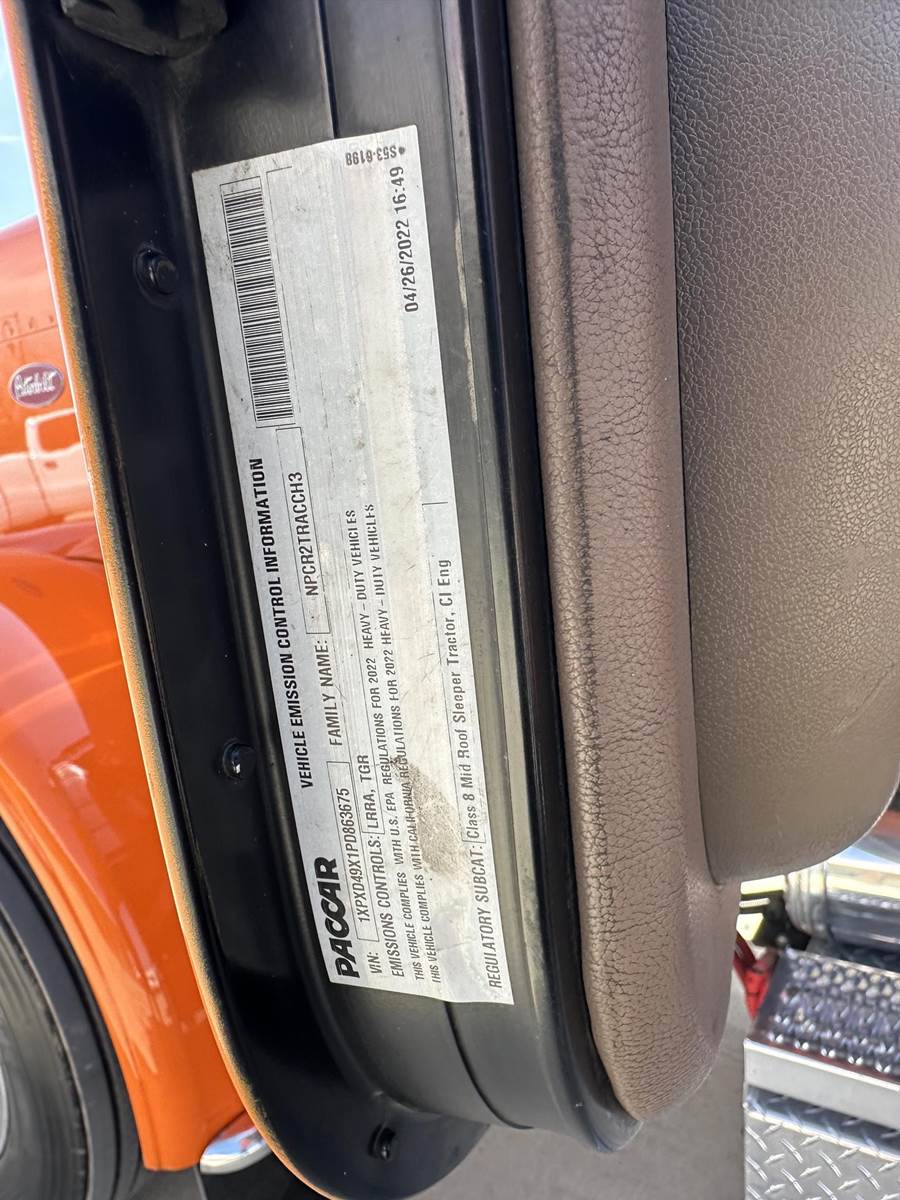 PACCAR
VEHICLE EMISSION CONTROL INFORMATION
VIN: 1XPXD49X1PD863675 FAMILY NAME: NPCR2TRACCH3
EMISSIONS CONTROLS: LRRA, TGR
THIS VEHICLE COMPLIES WITH U.S. EPA REGULATIONS FOR 2022 HEAVY-DUTY VEHICLES
THIS VEHICLE COMPLIES WITH CALIFORNIA REGULATIONS FOR 2022 HEAVY-DUTY VEHICLES
REGULATORY SUBCAT: Class 8 Mid Roof Sleeper Tractor, CI Eng
04/26/2022 16:49
•S53-6198
Peterbilt